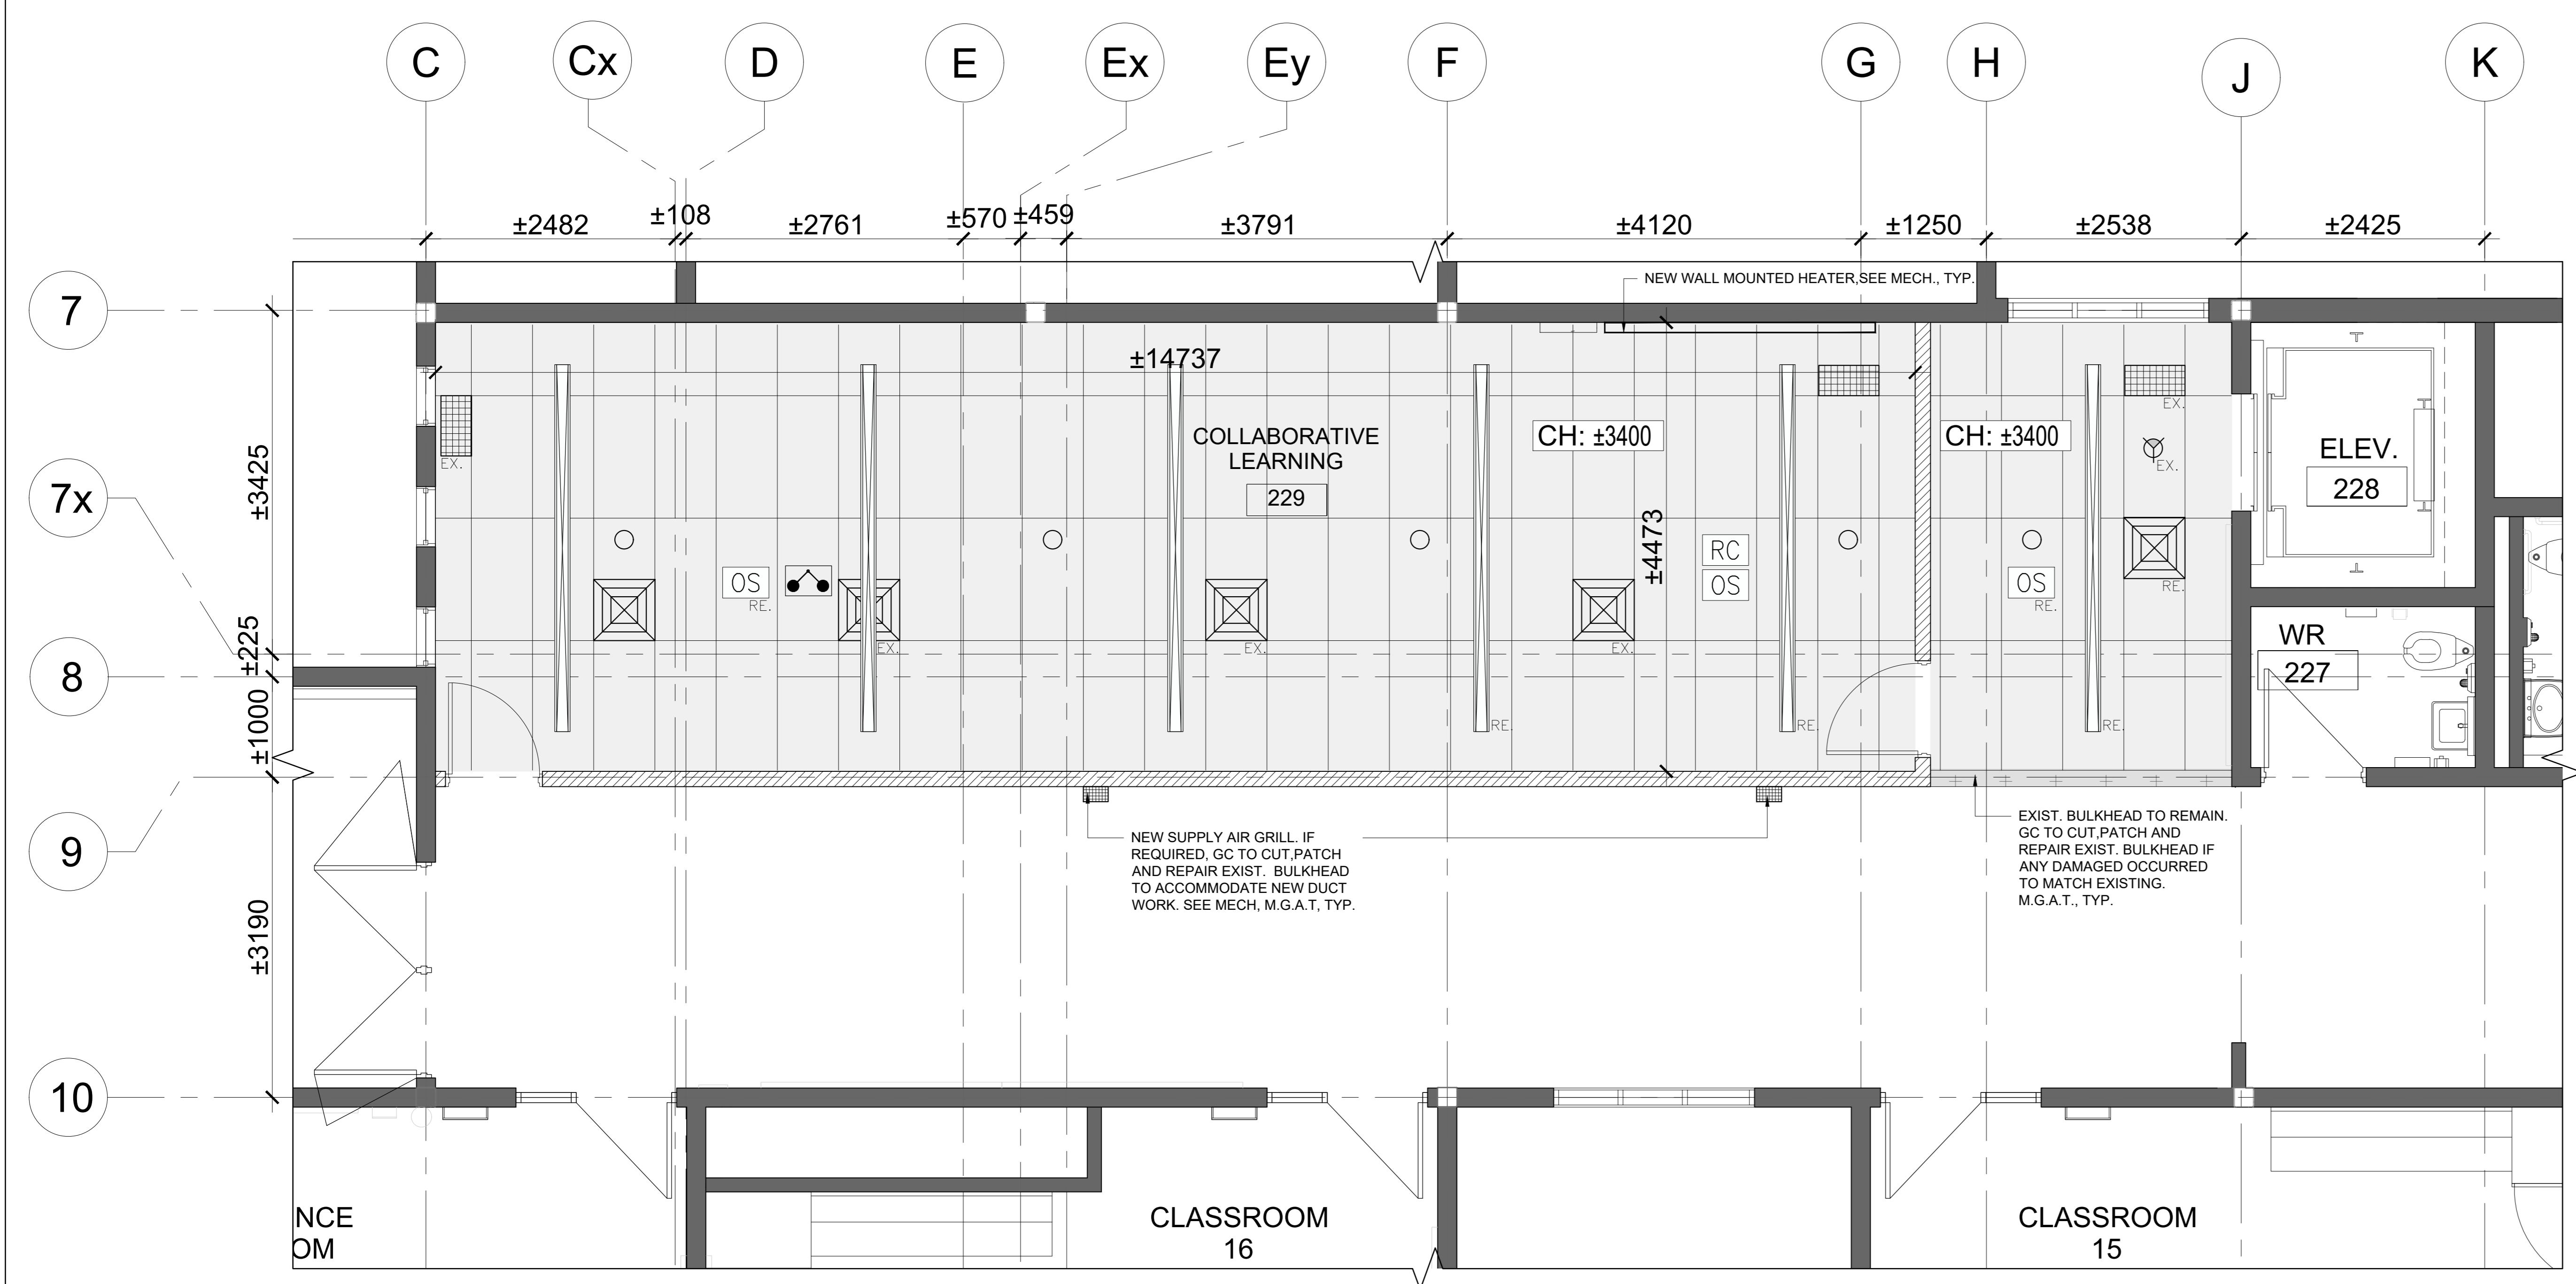 C
Cx
D
E
Ex
Ey
F
G
H
J
K
±2482
±108
±2761
±570
±459
±3791
±4120
±1250
±2538
±2425
7
7x
8
9
10
±3425
±225
±1000
±3190
NEW WALL MOUNTED HEATER,SEE MECH., TYP.
±14737
COLLABORATIVE
LEARNING
229
CH: ±3400
CH: ±3400
±4473
EX.
EX.
EX.
ELEV.
228
OS
RE.
RC
OS
OS
RE.
RE.
EX.
EX.
EX.
WR
227
RE.
RE.
RE.
NEW SUPPLY AIR GRILL. IF
REQUIRED, GC TO CUT,PATCH
AND REPAIR EXIST. BULKHEAD
TO ACCOMMODATE NEW DUCT
WORK. SEE MECH, M.G.A.T, TYP.
EXIST. BULKHEAD TO REMAIN.
GC TO CUT,PATCH AND
REPAIR EXIST. BULKHEAD IF
ANY DAMAGED OCCURRED
TO MATCH EXISTING.
M.G.A.T., TYP.
NCE
OM
CLASSROOM
16
CLASSROOM
15